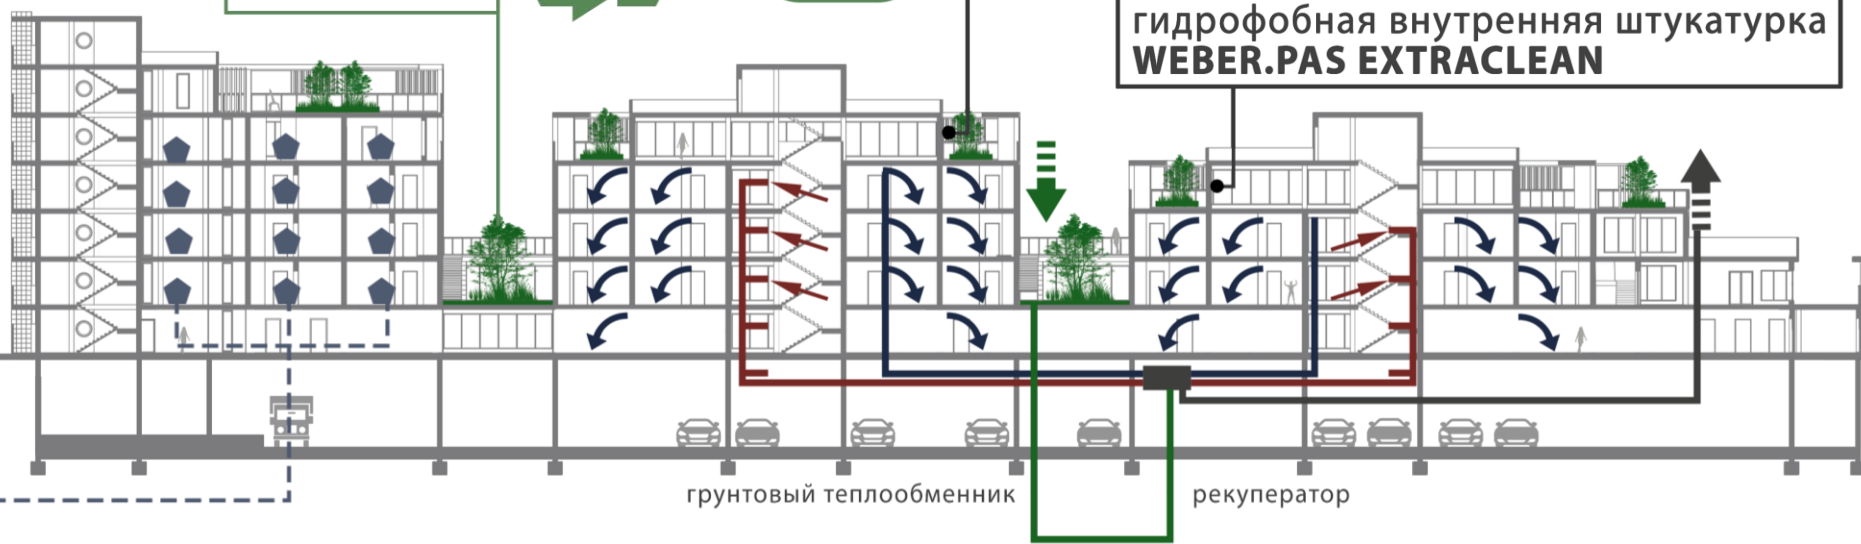 гидрофобная внутренняя штукатурка
WEBER.PAS EXTRACLEAN
грунтовый теплообменник
рекуператор